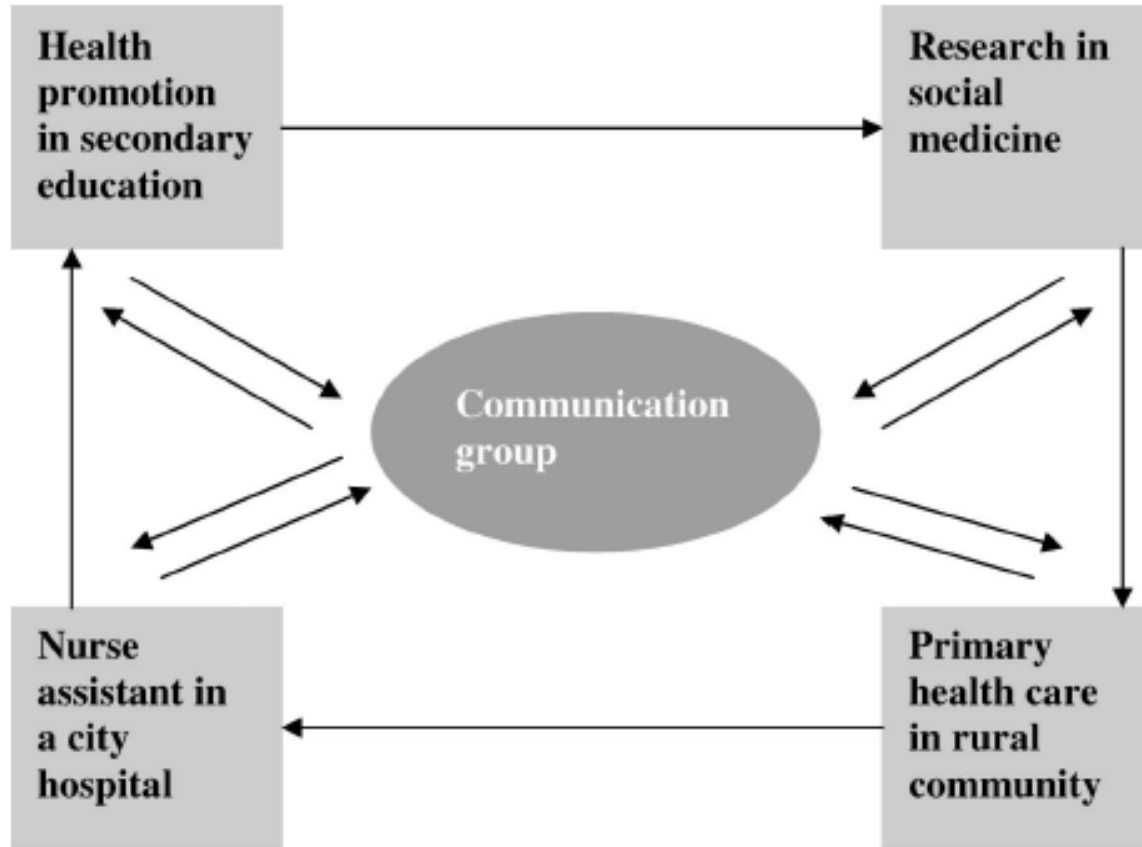 Health
promotion
in secondary
education
Research in
social
medicine
Communication
group
Nurse
assistant in
a city
hospital
Primary
health care
in rural
community